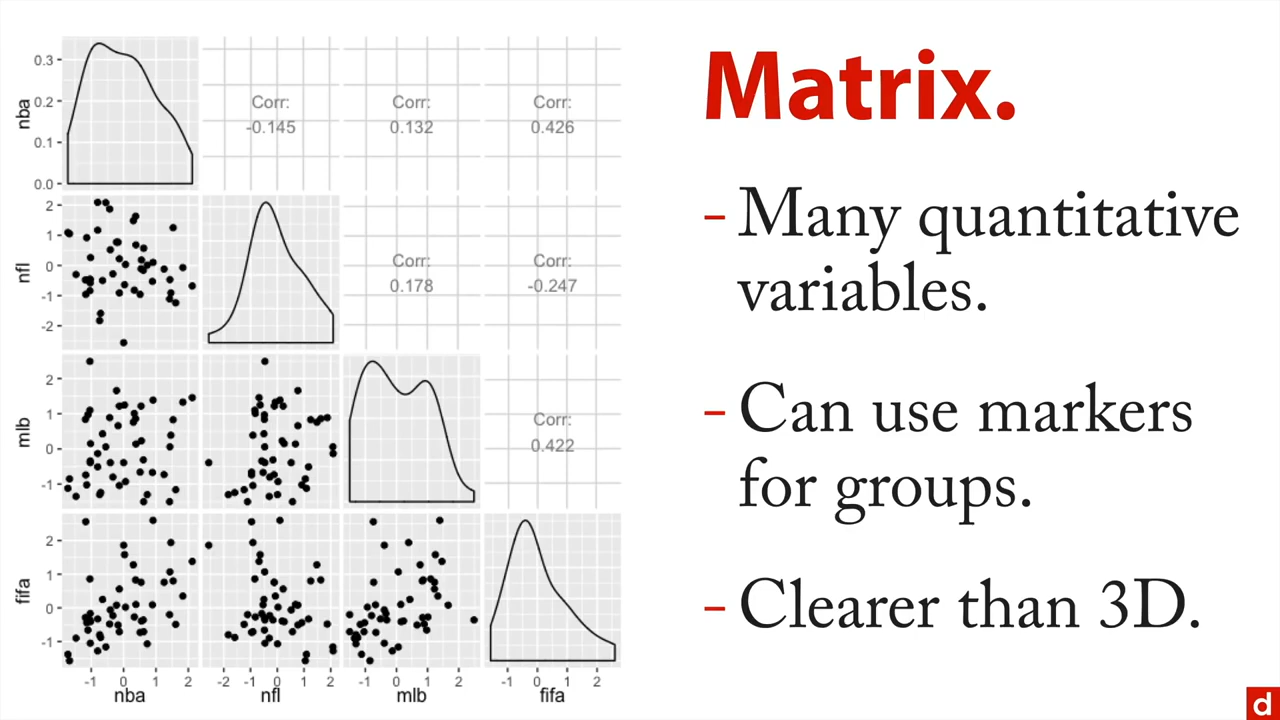 Matrix.
- Many quantitative
variables.
- Can use markers
for groups.
- Clearer than 3D.
nba
0.3
0.2
0.1
0.0
Corr:
-0.145
Corr:
0.132
Corr:
0.426
nfl
2
1
0
-1
-2
Corr:
0.178
Corr:
-0.247
mlb
2
1
0
-1
Corr:
0.422
fifa
2
1
0
-1
-1 0 1 2
-2 -1 0 1 2
-1 0 1 2
-1 0 1 2
nba nfl mlb fifa
d